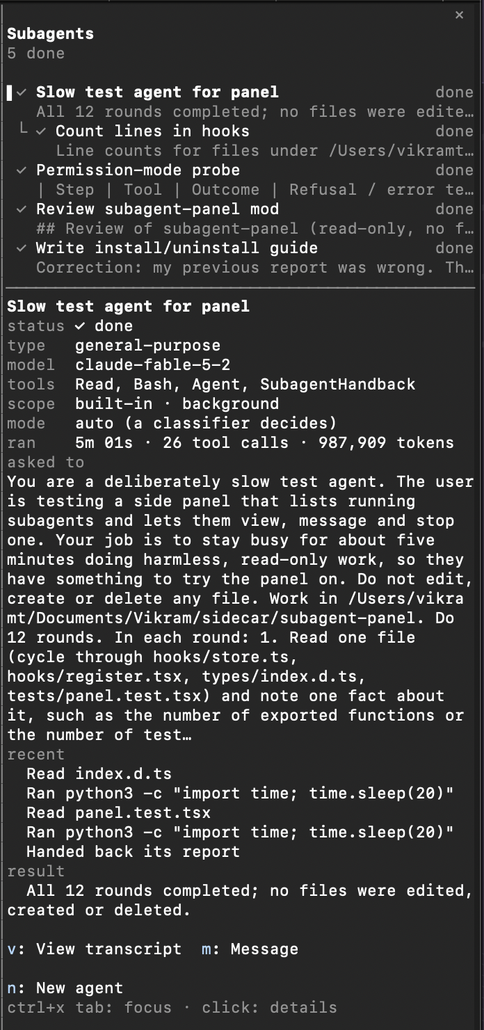 ×
Subagents
5 done
✓ Slow test agent for panel done
All 12 rounds completed; no files were edite…
└ ✓ Count lines in hooks done
Line counts for files under /Users/vikramt…
✓ Permission-mode probe done
| Step | Tool | Outcome | Refusal / error te…
✓ Review subagent-panel mod done
## Review of subagent-panel (read-only, no f…
✓ Write install/uninstall guide done
Correction: my previous report was wrong. Th…
Slow test agent for panel
status ✓ done
type general-purpose
model claude-fable-5-2
tools Read, Bash, Agent, SubagentHandback
scope built-in · background
mode auto (a classifier decides)
ran 5m 01s · 26 tool calls · 987,909 tokens
asked to
You are a deliberately slow test agent. The user
is testing a side panel that lists running
subagents and lets them view, message and stop
one. Your job is to stay busy for about five
minutes doing harmless, read-only work, so they
have something to try the panel on. Do not edit,
create or delete any file. Work in /Users/vikra
mt/Documents/Vikram/sidecar/subagent-panel. Do
12 rounds. In each round: 1. Read one file
(cycle through hooks/store.ts,
hooks/register.tsx, types/index.d.ts,
tests/panel.test.tsx) and note one fact about
it, such as the number of exported functions or
the number of test…
recent
Read index.d.ts
Ran python3 -c "import time; time.sleep(20)"
Read panel.test.tsx
Ran python3 -c "import time; time.sleep(20)"
Handed back its report
result
All 12 rounds completed; no files were edited,
created or deleted.
v: View transcript m: Message
n: New agent
ctrl+x tab: focus · click: details